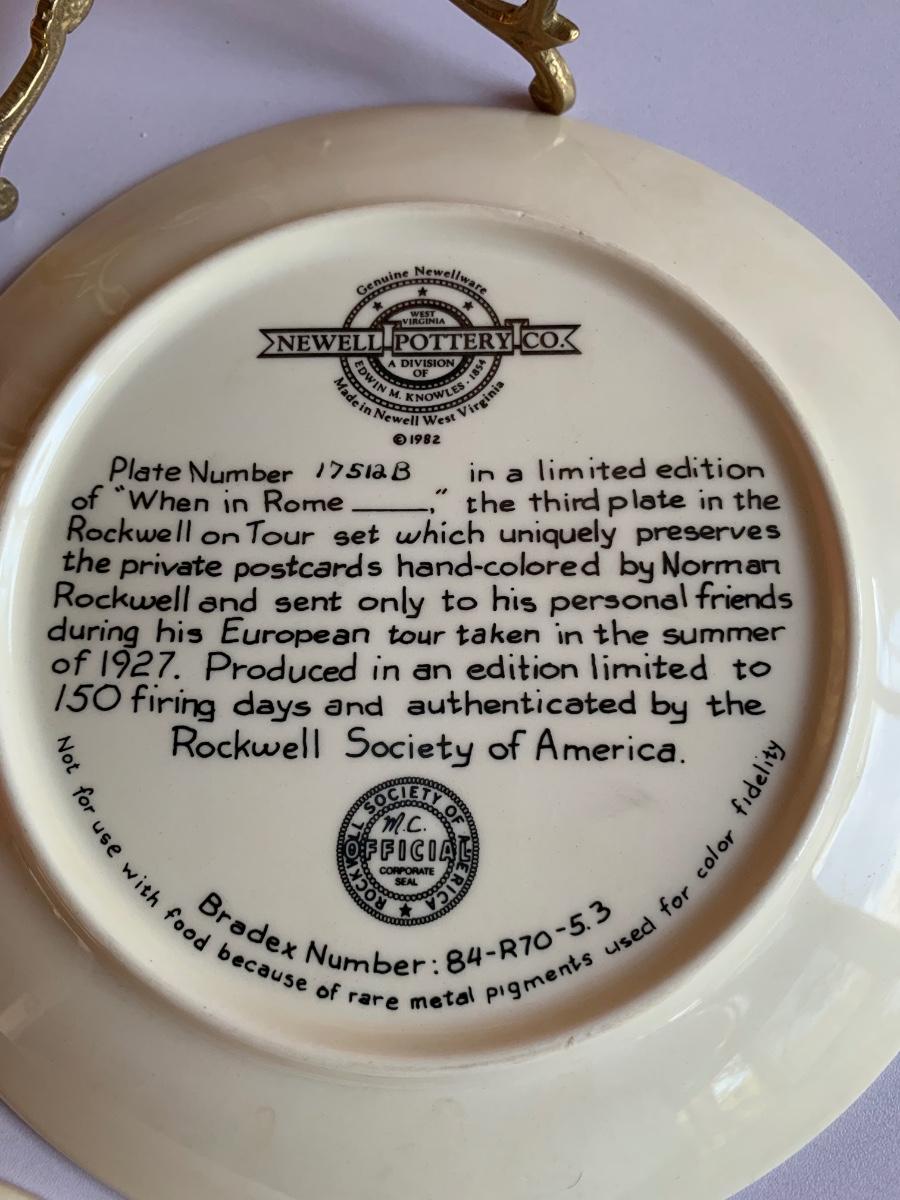 Genuine Newellware
WEST
VIRGINIA
NEWELL POTTERY CO.
A DIVISION
OF
EDWIN M. KNOWLES · 1854
Made in Newell West Virginia
©1982
Plate Number 17512B in a limited edition
of "When in Rome ____," the third plate in the
Rockwell on Tour set which uniquely preserves
the private postcards hand-colored by Norman
Rockwell and sent only to his personal friends
during his European tour taken in the summer
of 1927. Produced in an edition limited to
150 firing days and authenticated by the
Rockwell Society of America.
ROCKWELL SOCIETY OF AMERICA
M.C.
OFFICIAL
CORPORATE
SEAL
Bradex Number: 84-R70-5.3
Not for use with food because of rare metal pigments used for color fidelity